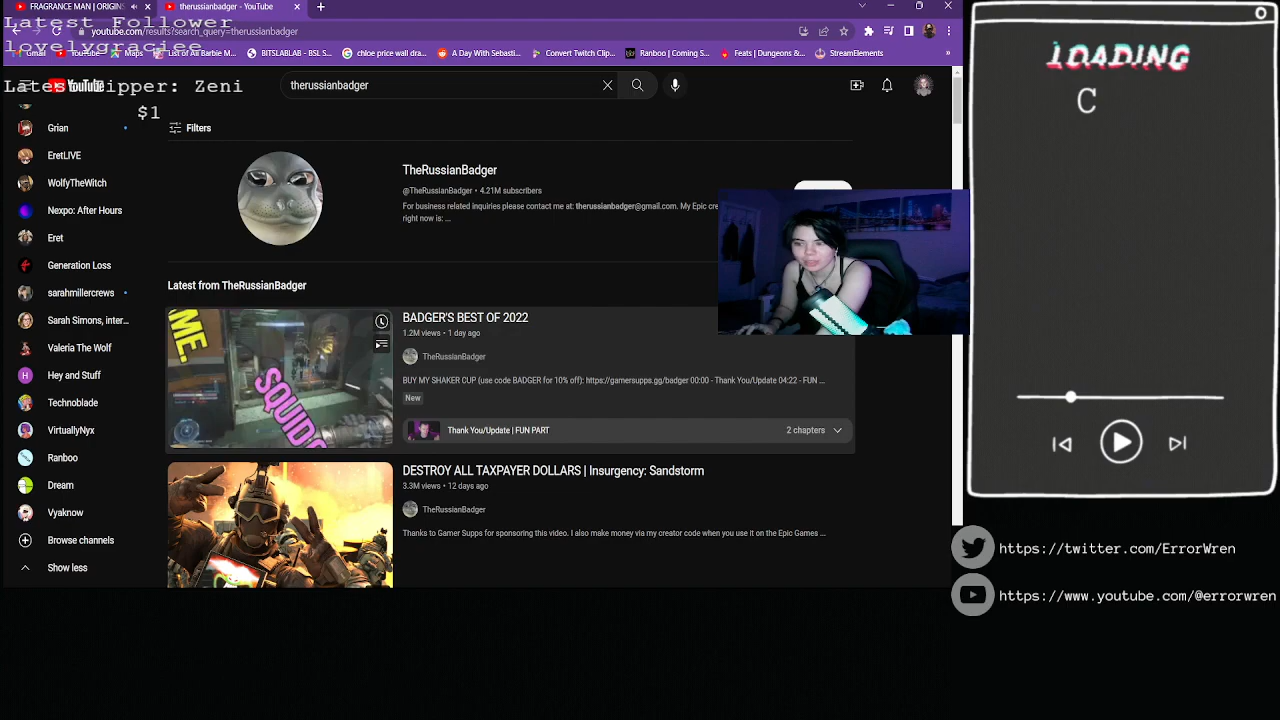 FRAGRANCE MAN | ORIGINS
therussianbadger - YouTube
Latest Follower
youtube.com/results?search_query=therussianbadger
Gmail
YouTube
Maps
BITSLABLAB - BSL S...
chloe price wall dra...
A Day With Sebasti...
Convert Twitch Clip...
Ranboo | Coming S...
Feats | Dungeons &...
StreamElements
Zeni
$1
YouTube
therussianbadger
Filters
Grian
EretLIVE
WolfyTheWitch
Nexpo: After Hours
Eret
Generation Loss
sarahmillercrews
Sarah Simons, inter...
Valeria The Wolf
H
Hey and Stuff
Technoblade
VirtuallyNyx
Ranboo
Dream
Vyaknow
Browse channels
Show less
TheRussianBadger
@TheRussianBadger • 4.21M subscribers
For business related inquiries please contact me at: therussianbadger@gmail.com. My Epic cre
right now is: ...
Latest from TheRussianBadger
ME.
SQUIDS
BADGER'S BEST OF 2022
1.2M views • 1 day ago
TheRussianBadger
BUY MY SHAKER CUP (use code BADGER for 10% off): https://gamersupps.gg/badger 00:00 - Thank You/Update 04:22 - FUN ...
New
Thank You/Update | FUN PART
2 chapters
DESTROY ALL TAXPAYER DOLLARS | Insurgency: Sandstorm
3.3M views • 12 days ago
TheRussianBadger
Thanks to Gamer Supps for sponsoring this video. I also make money via my creator code when you use it on the Epic Games ...
LOADING
C
https://twitter.com/ErrorWren
https://www.youtube.com/@errorwren